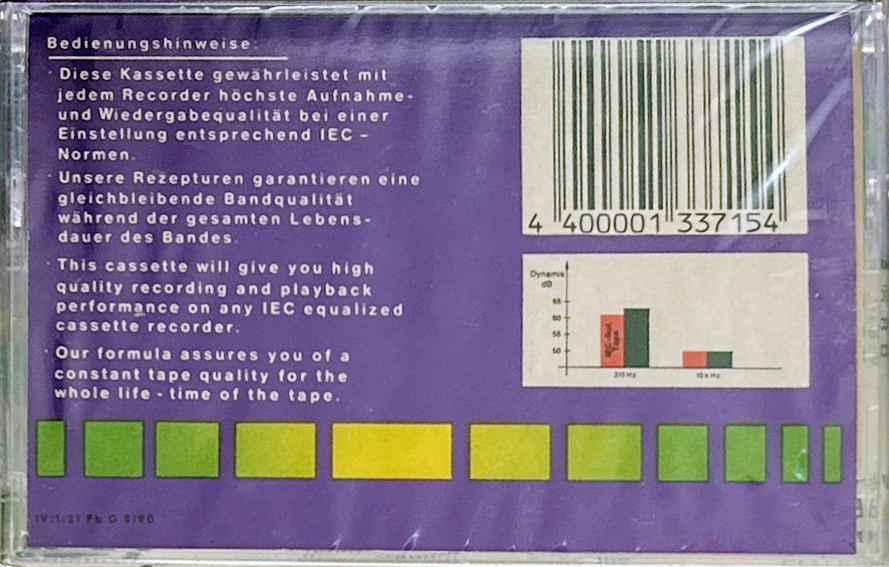 Bedienungshinweise:
· Diese Kassette gewährleistet mit
jedem Recorder höchste Aufnahme-
und Wiedergabequalität bei einer
Einstellung entsprechend IEC –
Normen.
· Unsere Rezepturen garantieren eine
gleichbleibende Bandqualität
während der gesamten Lebens-
dauer des Bandes.
· This cassette will give you high
quality recording and playback
performance on any IEC equalized
cassette recorder.
· Our formula assures you of a
constant tape quality for the
whole life - time of the tape.
4 400001 337154
Dynamik
dB
65
60
55
50
IEC-Ref.
Tape
315 Hz
10 kHz
IV/1/21 Pb G 8/90